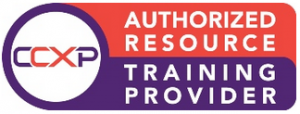 CCXP
AUTHORIZED
RESOURCE
TRAINING
PROVIDER